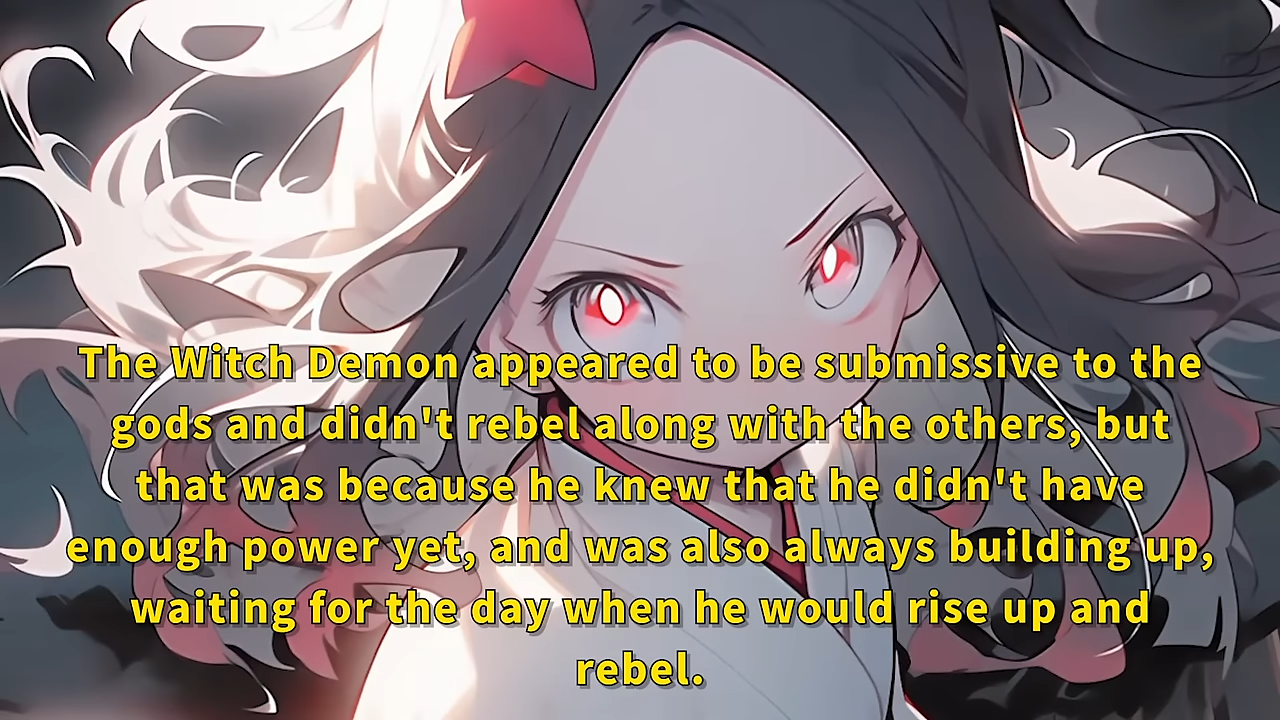 The Witch Demon appeared to be submissive to the
gods and didn't rebel along with the others, but
that was because he knew that he didn't have
enough power yet, and was also always building up,
waiting for the day when he would rise up and
rebel.